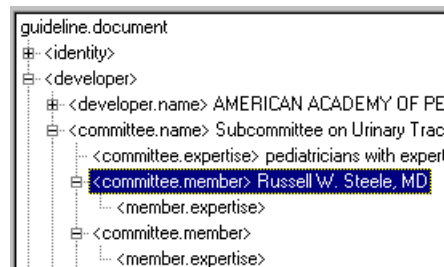 guideline.document
<identity>
<developer>
<developer.name> AMERICAN ACADEMY OF PE
<committee.name> Subcommittee on Urinary Trac
<committee.expertise> pediatricians with expert
<committee.member> Russell W. Steele, MD
<member.expertise>
<committee.member>
<member.expertise>